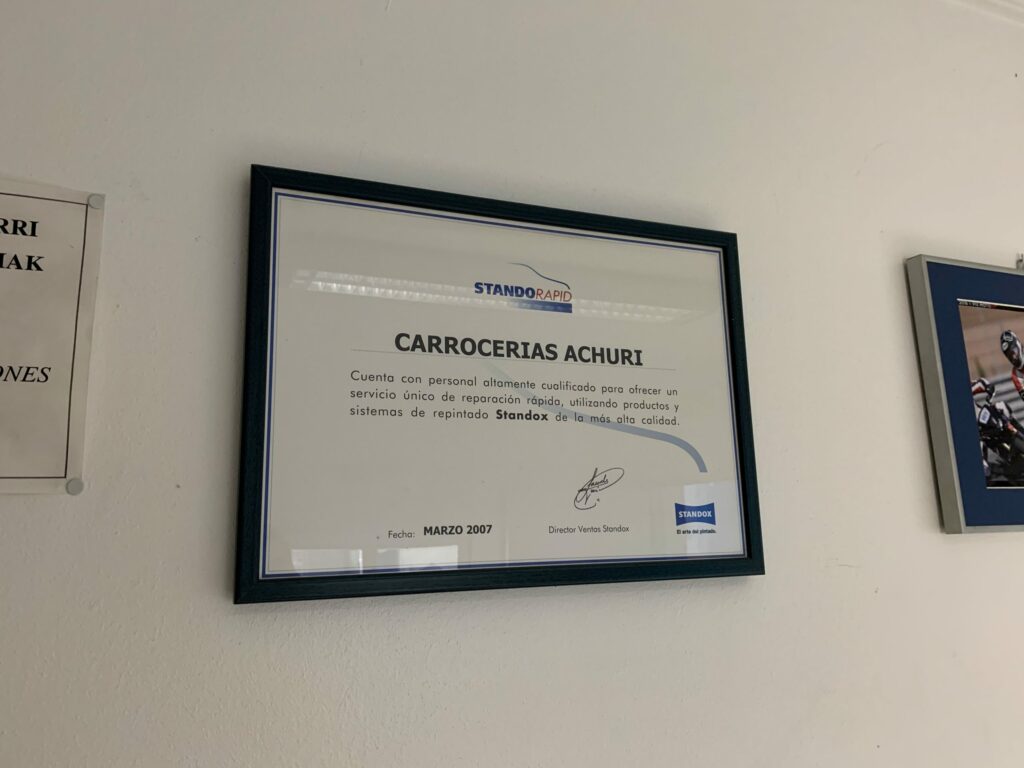 RRI
IAK
ONES
STANDORAPID
CARROCERIAS ACHURI
Cuenta con personal altamente cualificado para ofrecer un
servicio único de reparación rápida, utilizando productos y
sistemas de repintado Standox de la más alta calidad.
Fecha: MARZO 2007
Director Ventas Standox
STANDOX
El arte del pintado.